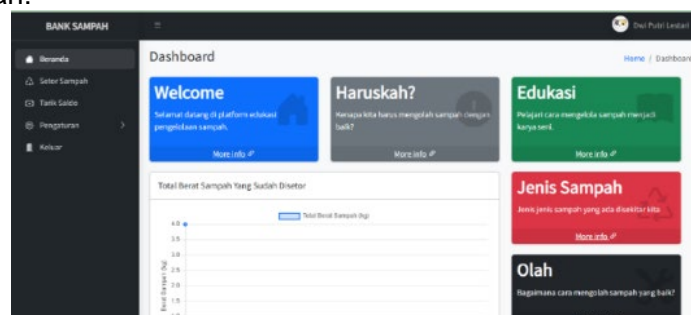 an.
BANK SAMPAH
Dwi Putri Lestari
Beranda
Setor Sampah
Tarik Saldo
Pengaturan
Keluar
Dashboard
Home / Dashboard
Welcome
Selamat datang di platform edukasi
pengelolaan sampah.
More info
Haruskah?
Kenapa kita harus mengolah sampah dengan
baik?
More info
Edukasi
Pelajari cara mengelola sampah menjadi
karya seni.
More info
Total Berat Sampah Yang Sudah Disetor
Total Berat Sampah (kg)
4.0
3.5
3.0
2.5
2.0
1.5
Berat Sampah (kg)
Jenis Sampah
Jenis jenis sampah yang ada disekitar kita
More info
Olah
Bagaimana cara mengolah sampah yang baik?